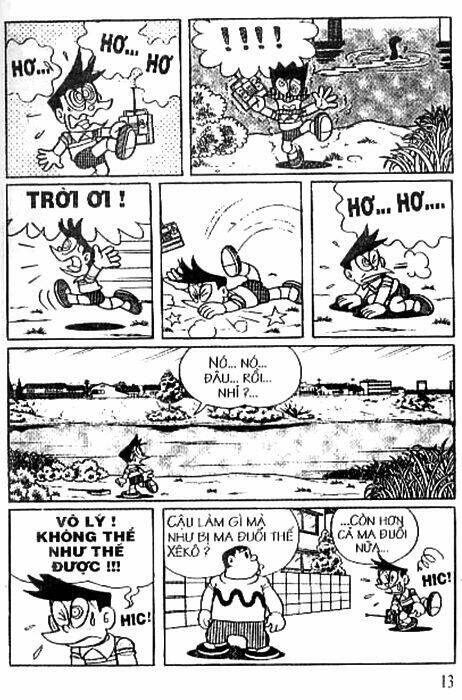 HƠ...
HƠ...
HƠ
! ! ! !
TRỜI ƠI !
HƠ... HƠ....
NÓ... NÓ...
ĐÂU... RỒI...
NHỈ ?...
VÔ LÝ !
KHÔNG THỂ
NHƯ THẾ
ĐƯỢC !!!
HIC!
CẬU LÀM GÌ MÀ
NHƯ BỊ MA ĐUỔI THẾ
XÊKÔ ?
...CÒN HƠN
CẢ MA ĐUỔI
NỮA...
HIC!
13